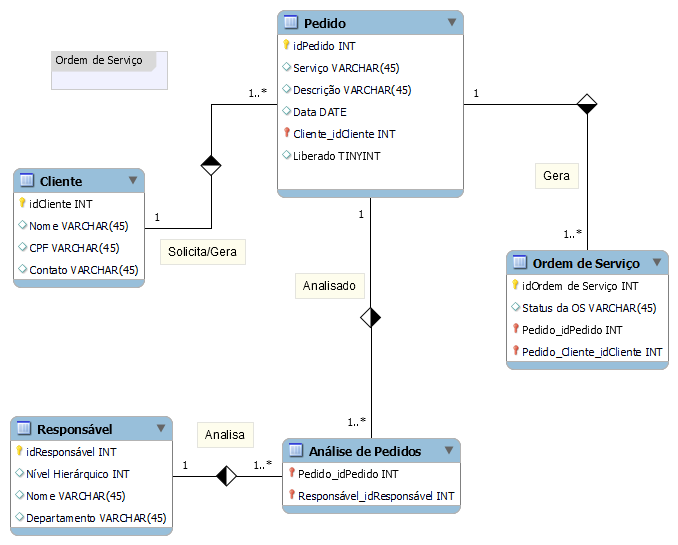 Pedido
idPedido INT
Serviço VARCHAR(45)
Descrição VARCHAR(45)
Data DATE
Cliente_idCliente INT
Liberado TINYINT
Ordem de Serviço
1..*
1
Cliente
idCliente INT
Nome VARCHAR(45)
CPF VARCHAR(45)
Contato VARCHAR(45)
1
Solicita/Gera
Gera
1..*
1
Analisado
Ordem de Serviço
idOrdem de Serviço INT
Status da OS VARCHAR(45)
Pedido_idPedido INT
Pedido_Cliente_idCliente INT
1..*
Responsável
idResponsável INT
Nível Hierárquico INT
Nome VARCHAR(45)
Departamento VARCHAR(45)
Analisa
1
1..*
Análise de Pedidos
Pedido_idPedido INT
Responsável_idResponsável INT